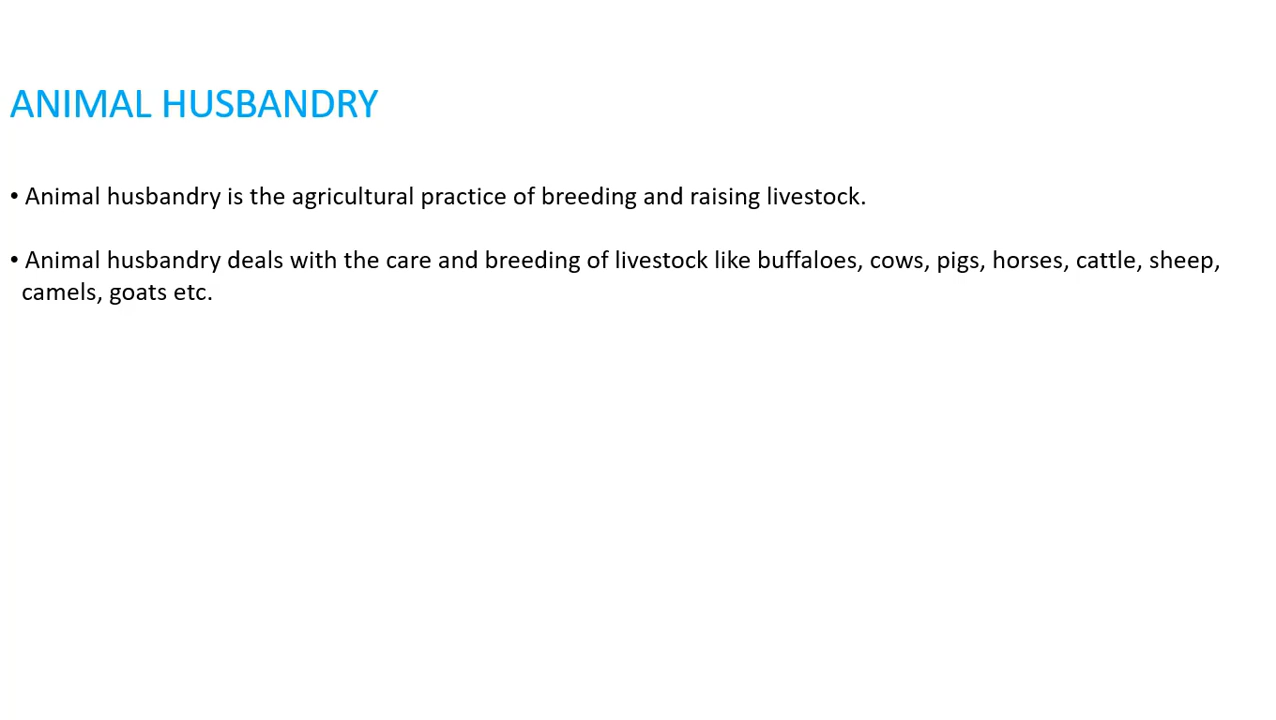 ANIMAL HUSBANDRY
• Animal husbandry is the agricultural practice of breeding and raising livestock.
• Animal husbandry deals with the care and breeding of livestock like buffaloes, cows, pigs, horses, cattle, sheep,
camels, goats etc.